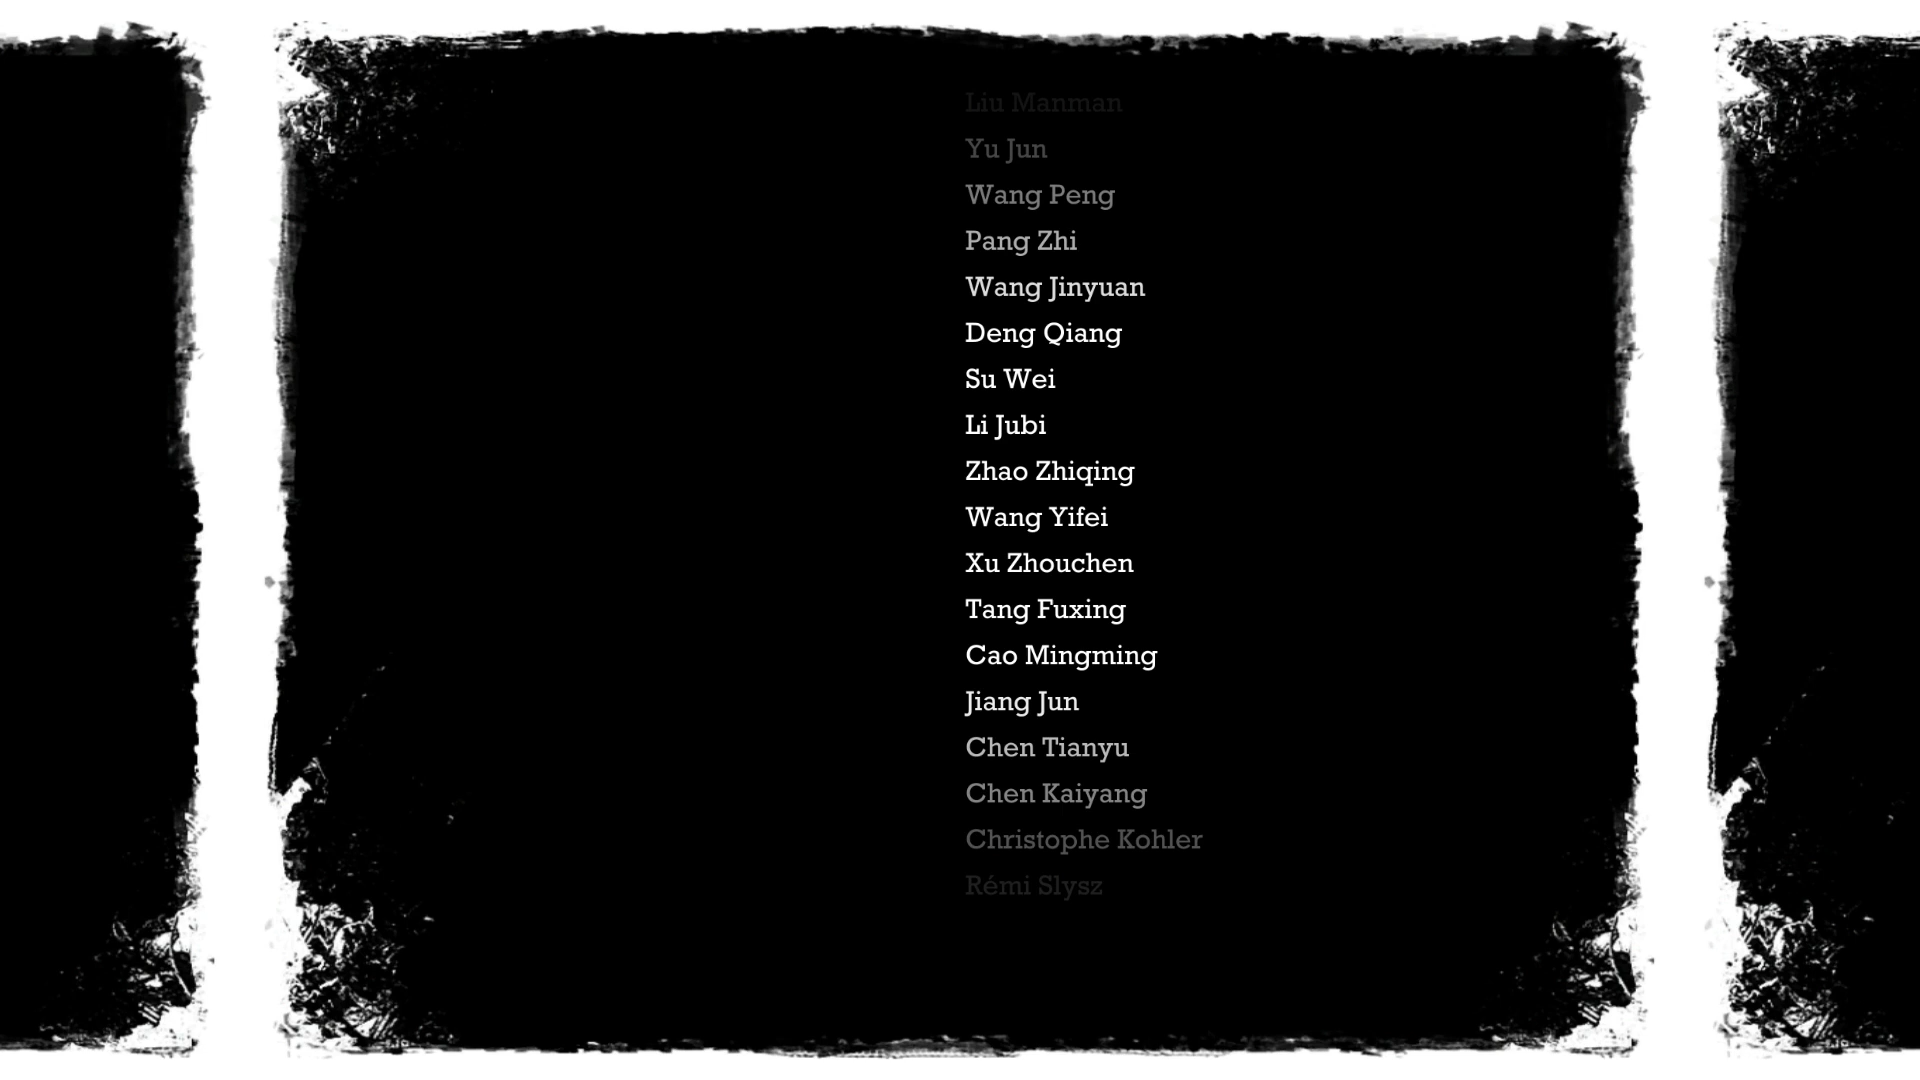 Liu Manman
Yu Jun
Wang Peng
Pang Zhi
Wang Jinyuan
Deng Qiang
Su Wei
Li Jubi
Zhao Zhiqing
Wang Yifei
Xu Zhouchen
Tang Fuxing
Cao Mingming
Jiang Jun
Chen Tianyu
Chen Kaiyang
Christophe Kohler
Rémi Slysz